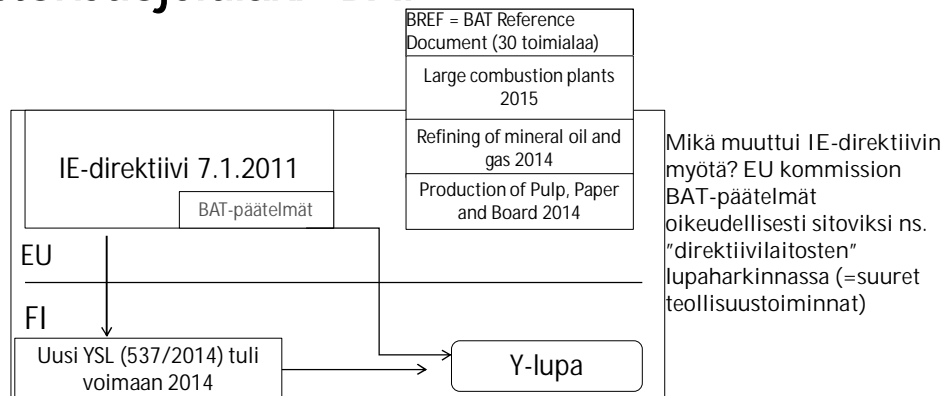 BREF = BAT Reference
Document (30 toimialaa)
Large combustion plants
2015
Refining of mineral oil and
gas 2014
Production of Pulp, Paper
and Board 2014
IE-direktiivi 7.1.2011
BAT-päätelmät
EU
FI
Uusi YSL (537/2014) tuli
voimaan 2014
Y-lupa
Mikä muuttui IE-direktiivin
myötä? EU kommission
BAT-päätelmät
oikeudellisesti sitoviksi ns.
"direktiivilaitosten"
lupaharkinnassa (=suuret
teollisuustoiminnat)